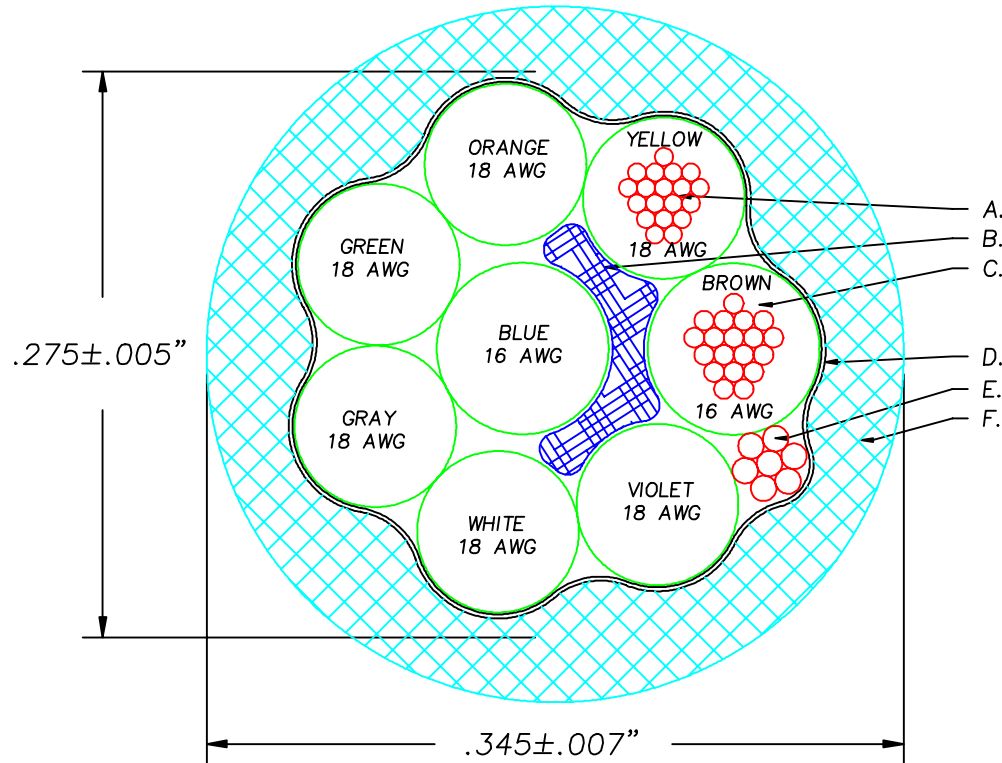 ORANGE
18 AWG
YELLOW
18 AWG
A.
B.
GREEN
18 AWG
BROWN
16 AWG
C.
BLUE
16 AWG
.275±.005”
D.
E.
F.
GRAY
18 AWG
VIOLET
18 AWG
WHITE
18 AWG
.345±.007”